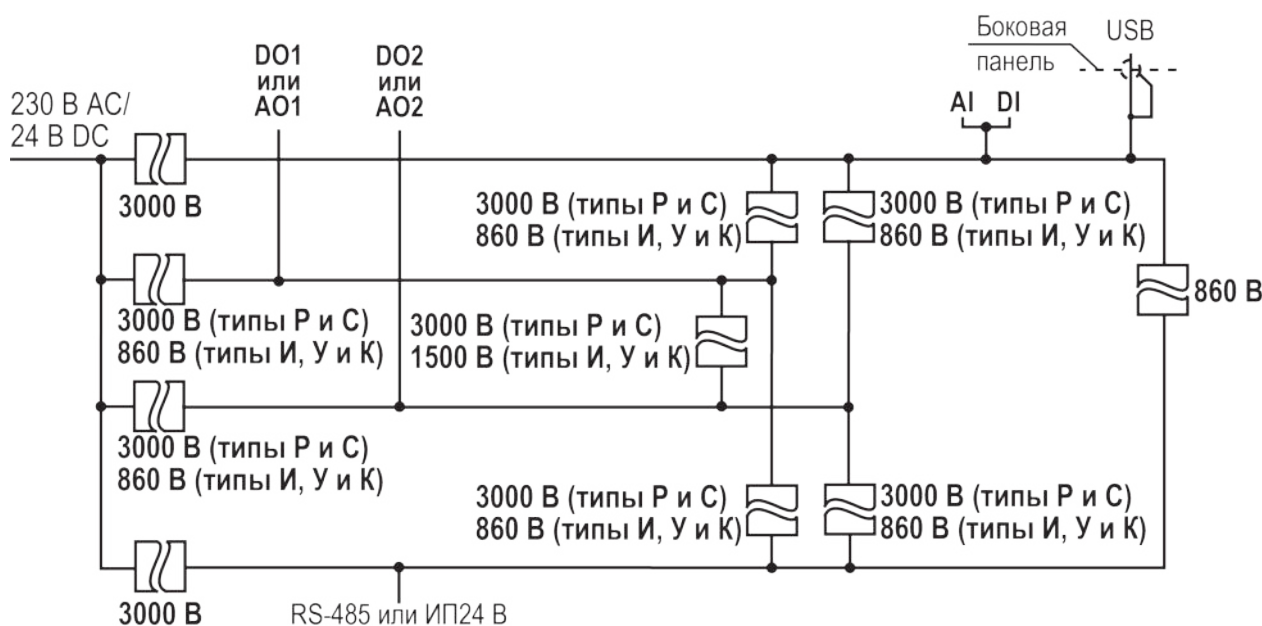 Боковая
панель
USB
DO1
или
AO1
DO2
или
AO2
AI DI
230 В AC/
24 В DC
3000 В
3000 В (типы Р и С)
860 В (типы И, У и К)
3000 В (типы Р и С)
860 В (типы И, У и К)
860 В
3000 В (типы Р и С)
860 В (типы И, У и К)
3000 В (типы Р и С)
1500 В (типы И, У и К)
3000 В (типы Р и С)
860 В (типы И, У и К)
3000 В (типы Р и С)
860 В (типы И, У и К)
3000 В (типы Р и С)
860 В (типы И, У и К)
3000 В
RS-485 или ИП24 В